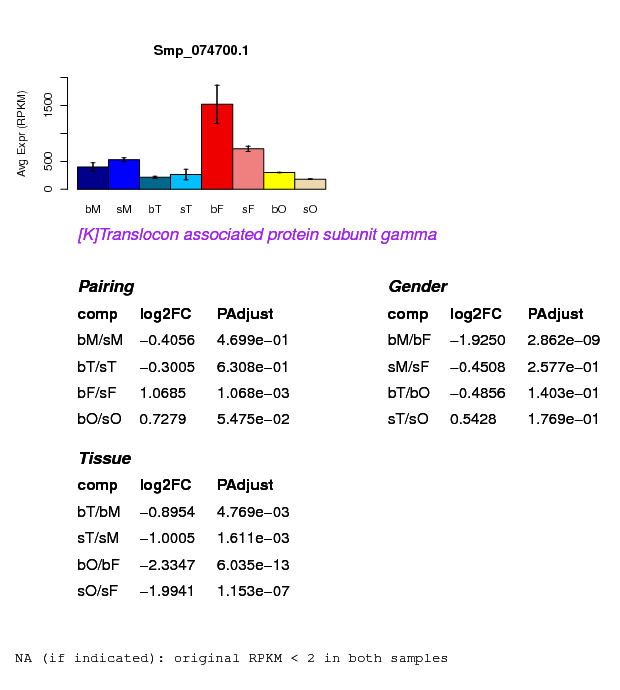 Smp_074700.1
Avg Expr (RPKM)
0 500 1500
bM sM bT sT bF sF bO sO
[K]Translocon associated protein subunit gamma
Pairing
comp log2FC PAdjust
bM/sM −0.4056 4.699e−01
bT/sT −0.3005 6.308e−01
bF/sF 1.0685 1.068e−03
bO/sO 0.7279 5.475e−02
Gender
comp log2FC PAdjust
bM/bF −1.9250 2.862e−09
sM/sF −0.4508 2.577e−01
bT/bO −0.4856 1.403e−01
sT/sO 0.5428 1.769e−01
Tissue
comp log2FC PAdjust
bT/bM −0.8954 4.769e−03
sT/sM −1.0005 1.611e−03
bO/bF −2.3347 6.035e−13
sO/sF −1.9941 1.153e−07
NA (if indicated): original RPKM < 2 in both samples